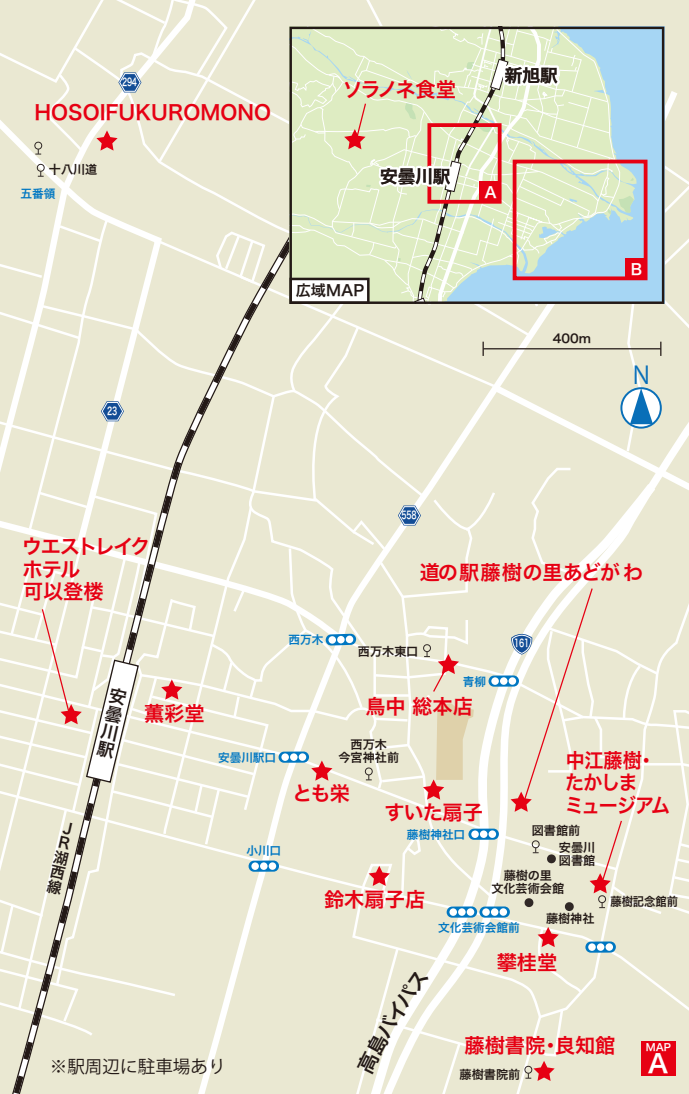 294
HOSOIFUKUROMONO
十八川道
五番領
新旭駅
ソラノネ食堂
安曇川駅
A
B
広域MAP
400m
N
23
558
ウエストレイク
ホテル
可以登楼
道の駅藤樹の里あどがわ
161
西万木
西万木東口
青柳
鳥中 総本店
安曇川駅
薫彩堂
西万木
今宮神社前
安曇川駅口
とも栄
すいた扇子
中江藤樹・
たかしま
ミュージアム
藤樹神社口
図書館前
安曇川
図書館
小川口
JR湖西線
鈴木扇子店
藤樹の里
文化芸術会館
藤樹記念館前
藤樹神社
文化芸術会館前
攀桂堂
高島バイパス
藤樹書院・良知館
藤樹書院前
※駅周辺に駐車場あり
MAP
A